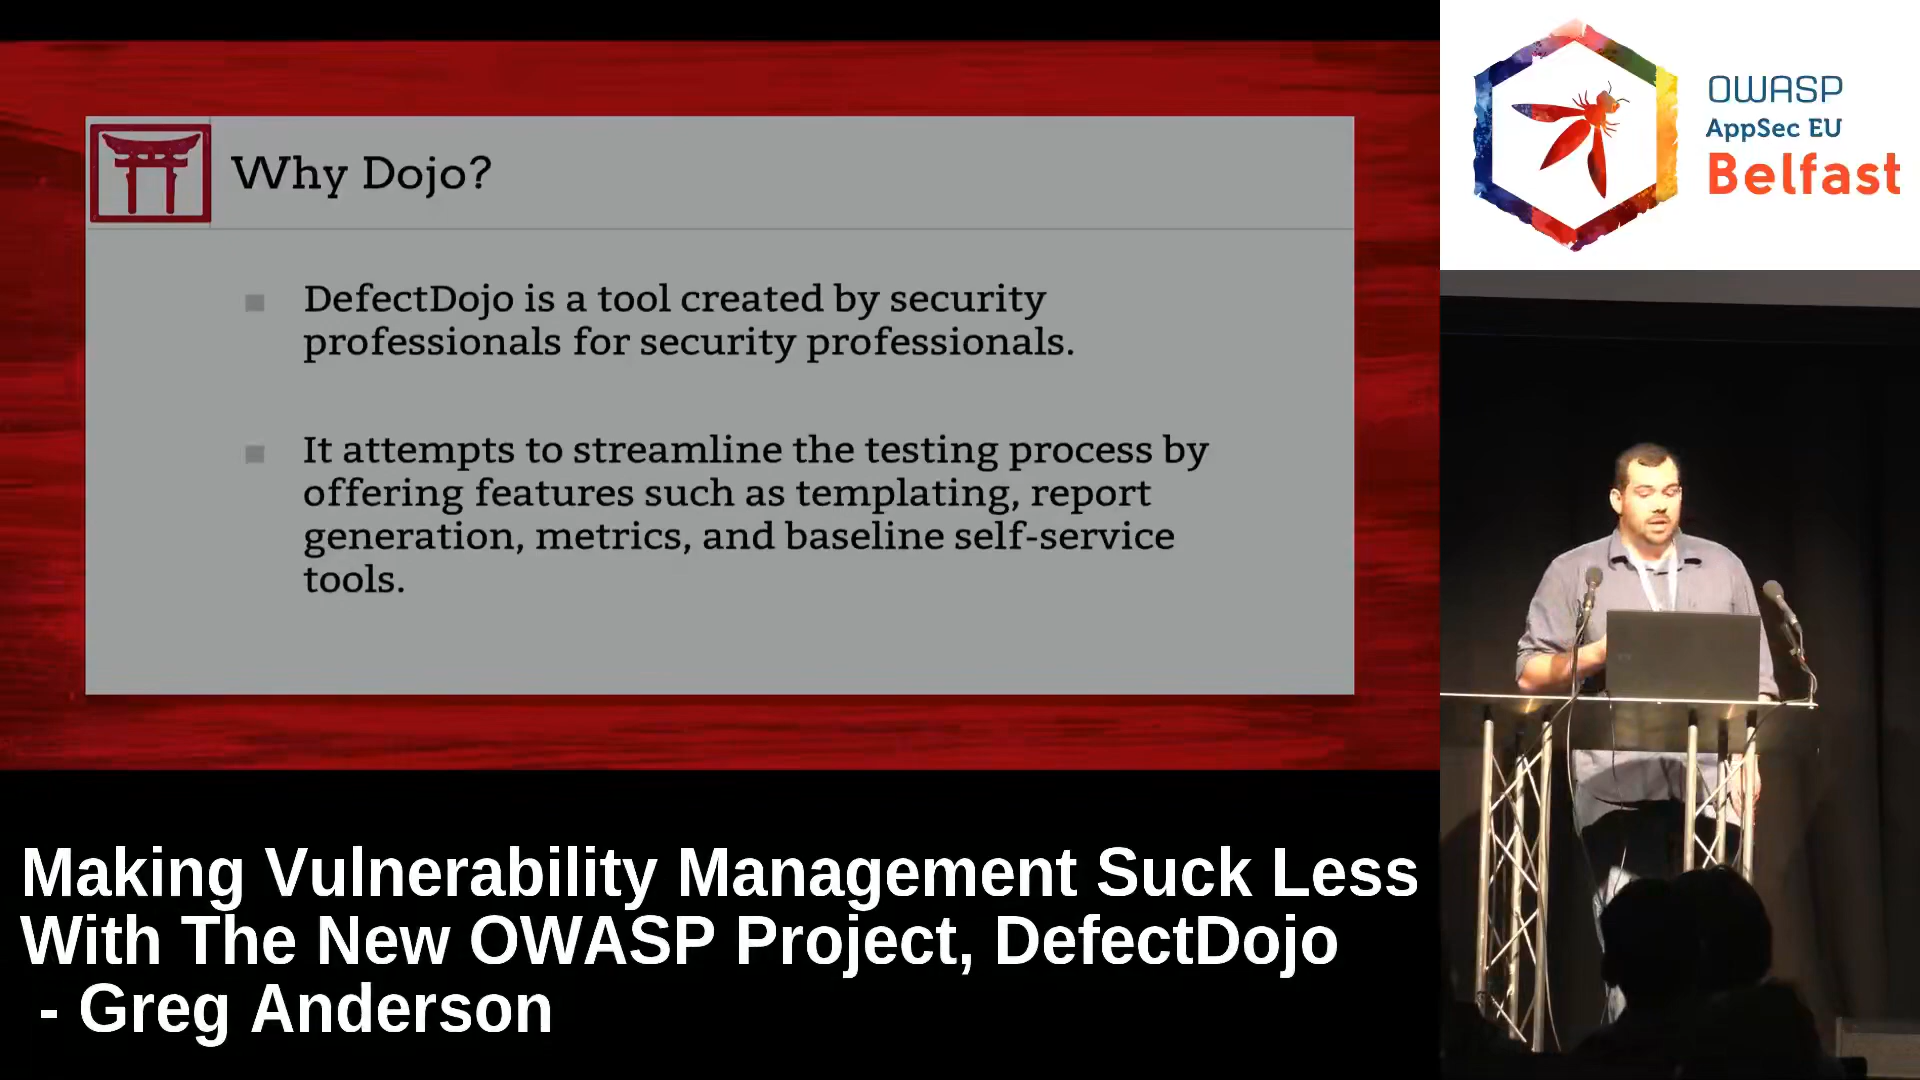 Why Dojo?
DefectDojo is a tool created by security
professionals for security professionals.
It attempts to streamline the testing process by
offering features such as templating, report
generation, metrics, and baseline self-service
tools.
OWASP
AppSec EU
Belfast
Making Vulnerability Management Suck Less
With The New OWASP Project, DefectDojo
- Greg Anderson